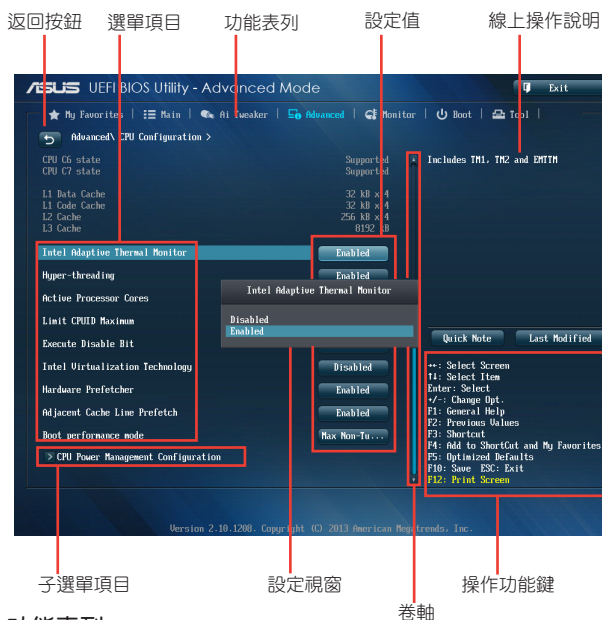 返回按鈕 選單項目 功能表列 設定值 線上操作說明
ASUS UEFI BIOS Utility - Advanced Mode Exit
My Favorites Main Ai Tweaker Advanced Monitor Boot Tool
Advanced\ CPU Configuration >
CPU C6 state Supported Includes TM1, TM2 and EMTTM
CPU C7 state Supported
L1 Data Cache 32 kB x 4
L1 Code Cache 32 kB x 4
L2 Cache 256 kB x 4
L3 Cache 8192 kB
Intel Adaptive Thermal Monitor Enabled
Hyper-threading Enabled
Intel Adaptive Thermal Monitor
Active Processor Cores
Limit CPUID Maximum Disabled
Enabled
Execute Disable Bit Quick Note Last Modified
Intel Virtualization Technology Disabled
Hardware Prefetcher Enabled
Adjacent Cache Line Prefetch Enabled
Boot performance mode Max Non-Tu...
> CPU Power Management Configuration
→←: Select Screen
↑↓: Select Item
Enter: Select
+/-: Change Opt.
F1: General Help
F2: Previous Values
F3: Shortcut
F4: Add to ShortCut and My Favorites
F5: Optimized Defaults
F10: Save ESC: Exit
F12: Print Screen
Version 2.10.1208. Copyright (C) 2013 American Megatrends, Inc.
子選單項目 設定視窗 操作功能鍵
卷軸